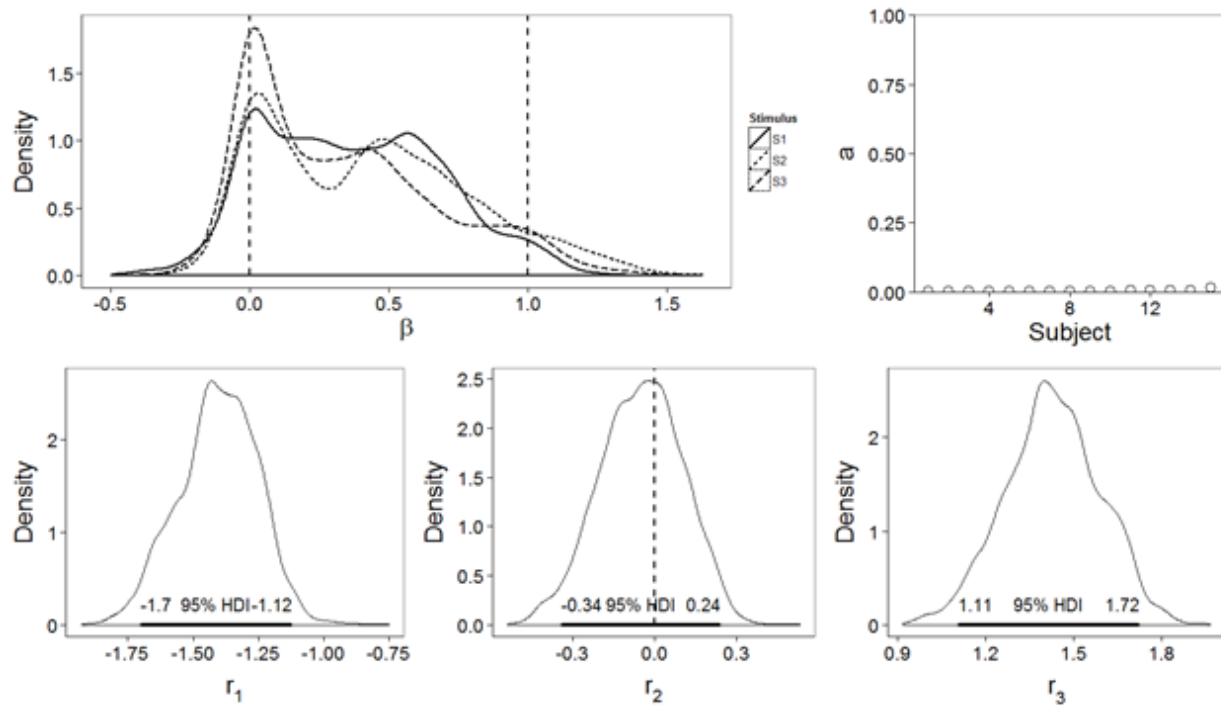 Density
1.5
1.0
0.5
0.0
-0.5 0.0 0.5 1.0 1.5
β
Stimulus
S1
S2
S3
a
1.00
0.75
0.50
0.25
0.00
4 8 12
Subject
Density
2
1
0
-1.7 95% HDI -1.12
-1.75 -1.50 -1.25 -1.00 -0.75
r1
Density
2.5
2.0
1.5
1.0
0.5
0.0
-0.34 95% HDI 0.24
-0.3 0.0 0.3
r2
Density
2
1
0
1.11 95% HDI 1.72
0.9 1.2 1.5 1.8
r3